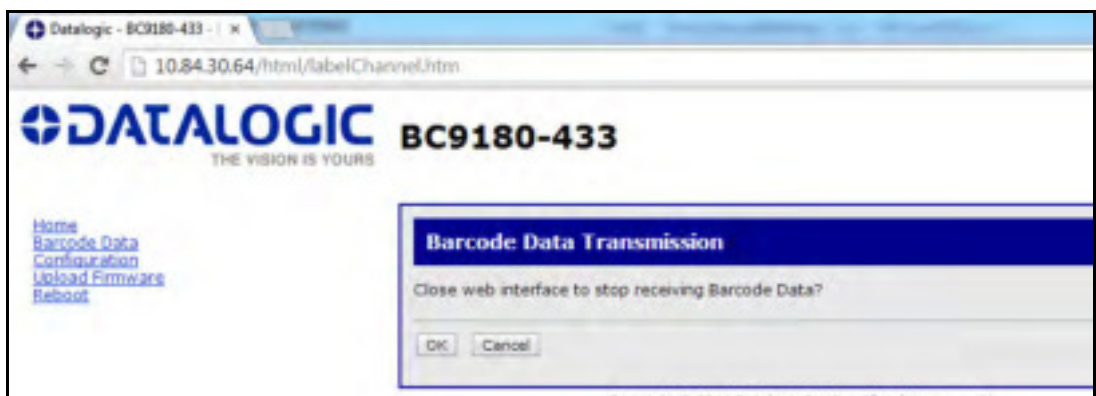 Datalogic - BC9180-433 -
10.84.30.64/html/labelChannel.htm
DATALOGIC
THE VISION IS YOURS
BC9180-433
Home
Barcode Data
Configuration
Upload Firmware
Reboot
Barcode Data Transmission
Close web interface to stop receiving Barcode Data?
OK
Cancel